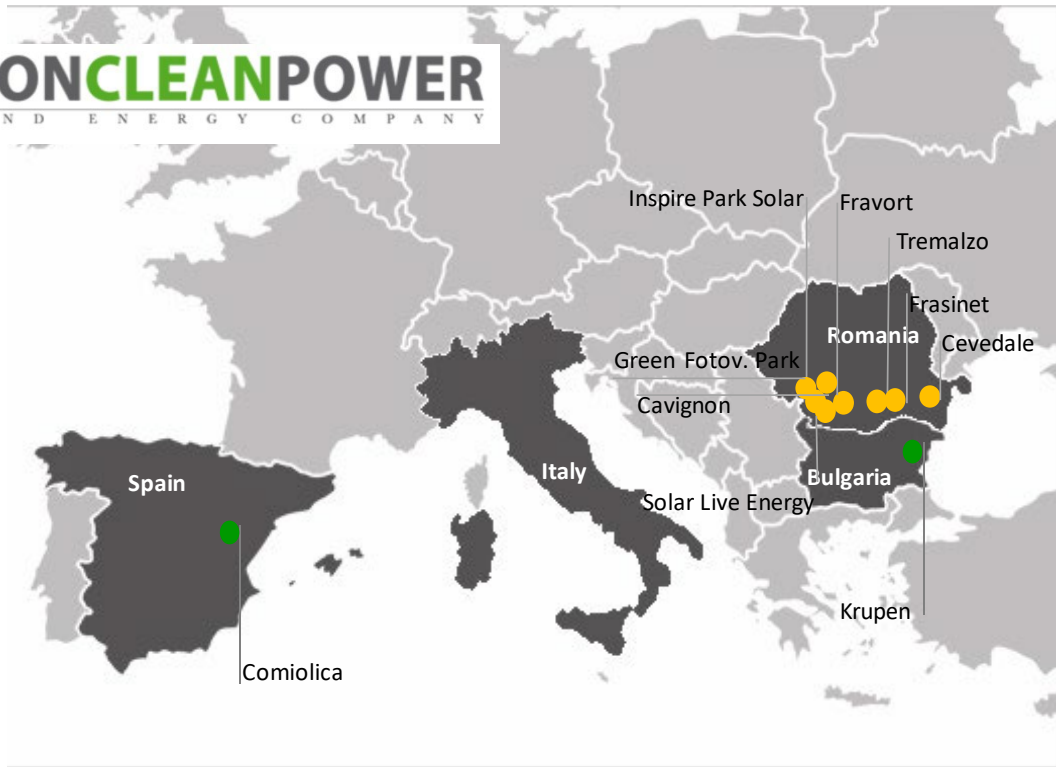 ONCLEANPOWER
ND ENERGY COMPANY
Inspire Park Solar
Fravort
Tremalzo
Frasinet
Romania
Cevedale
Green Fotov. Park
Cavignon
Italy
Bulgaria
Spain
Solar Live Energy
Krupen
Comiolica